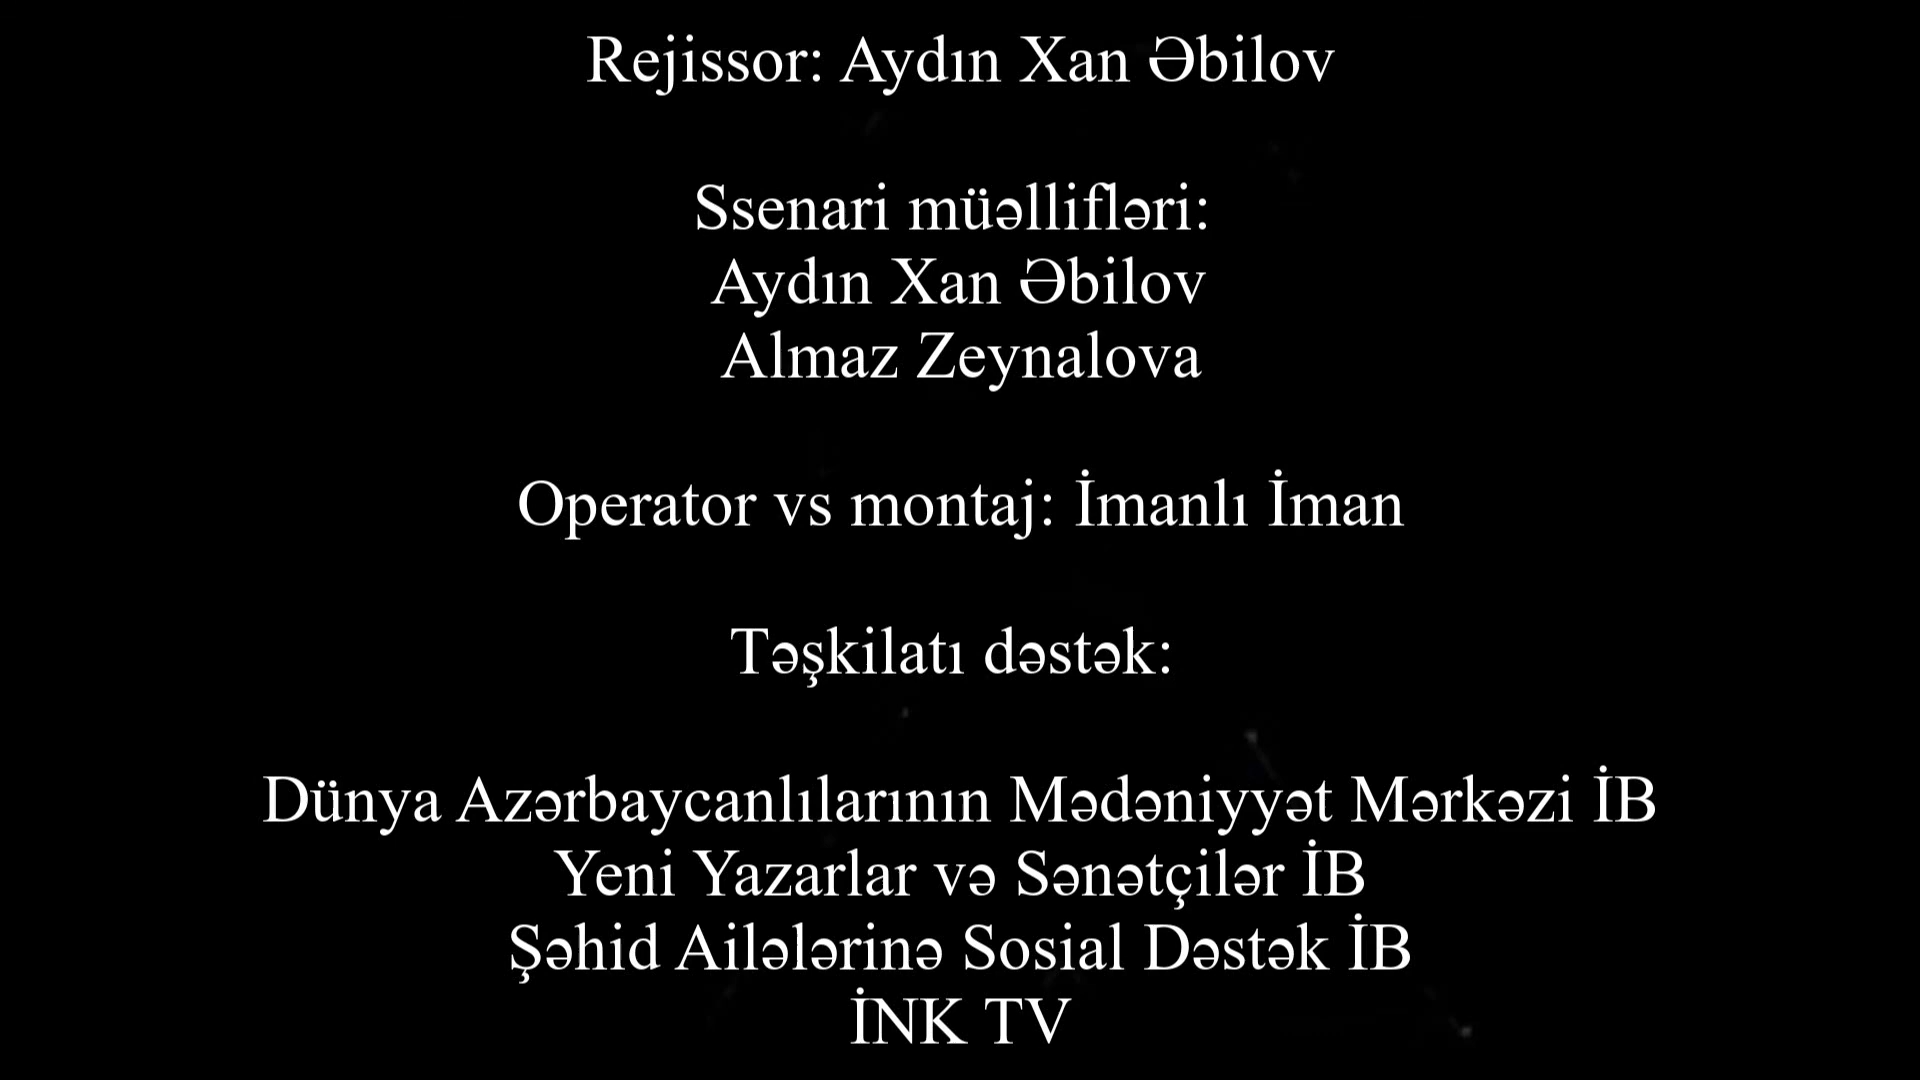 Rejissor: Aydın Xan Əbilov
Ssenari müəllifləri:
Aydın Xan Əbilov
Almaz Zeynalova
Operator vs montaj: İmanlı İman
Təşkilatı dəstək:
Dünya Azərbaycanlılarının Mədəniyyət Mərkəzi İB
Yeni Yazarlar və Sənətçilər İB
Şəhid Ailələrinə Sosial Dəstək İB
İNK TV